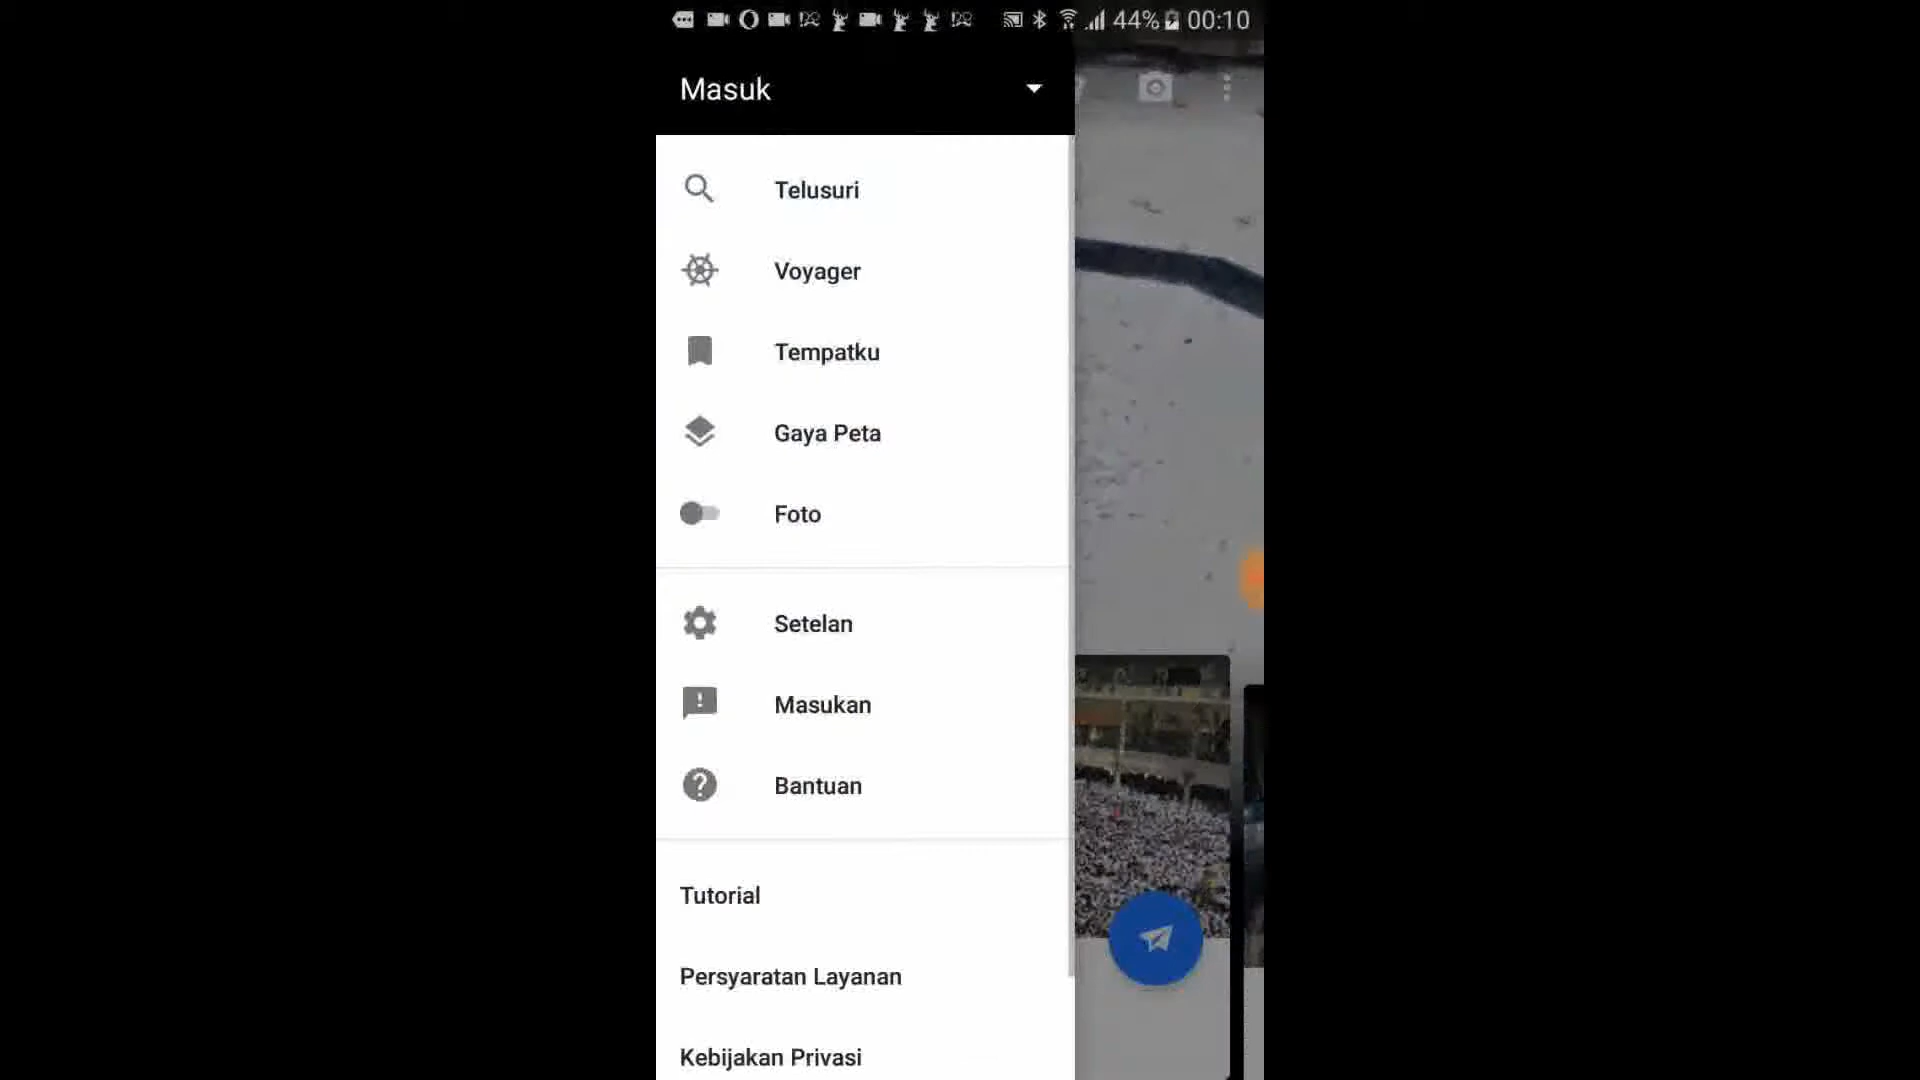 44% 00:10
Masuk
Telusuri
Voyager
Tempatku
Gaya Peta
Foto
Setelan
Masukan
Bantuan
Tutorial
Persyaratan Layanan
Kebijakan Privasi